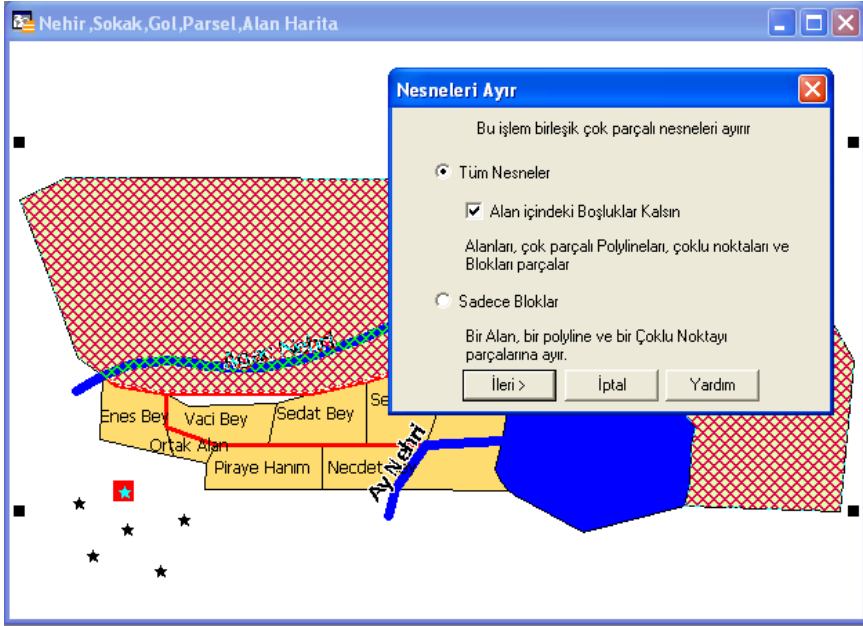 Nehir,Sokak,Gol,Parsel,Alan Harita
Nesneleri Ayır
Bu işlem birleşik çok parçalı nesneleri ayırır
Tüm Nesneler
Alan içindeki Boşluklar Kalsın
Alanları, çok parçalı Polylineları, çoklu noktaları ve
Blokları parçalar
Sadece Bloklar
Bir Alan, bir polyline ve bir Çoklu Noktayı
parçalarına ayır.
İleri >
İptal
Yardım
Enes Bey
Vaci Bey
Sedat Bey
Se
Ortak Alan
Piraye Hanım
Necdet
Ay Nehri